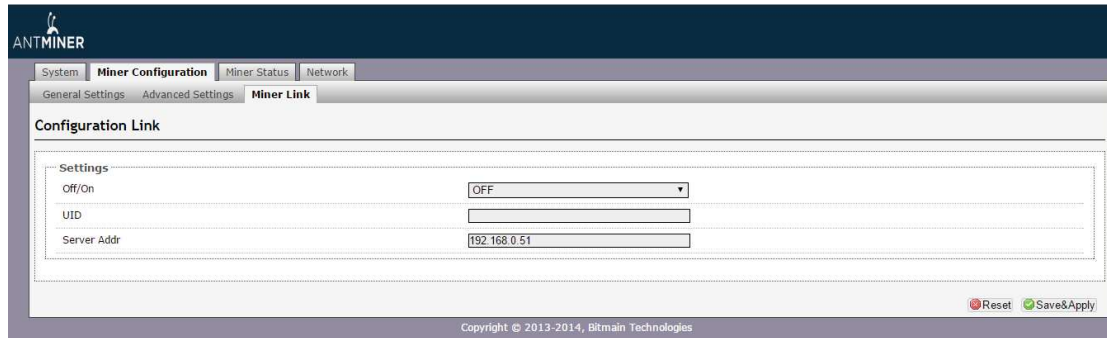 ANTMINER
System Miner Configuration Miner Status Network
General Settings Advanced Settings Miner Link
Configuration Link
Settings
Off/On OFF
UID
Server Addr 192.168.0.51
Reset Save&Apply
Copyright © 2013-2014, Bitmain Technologies